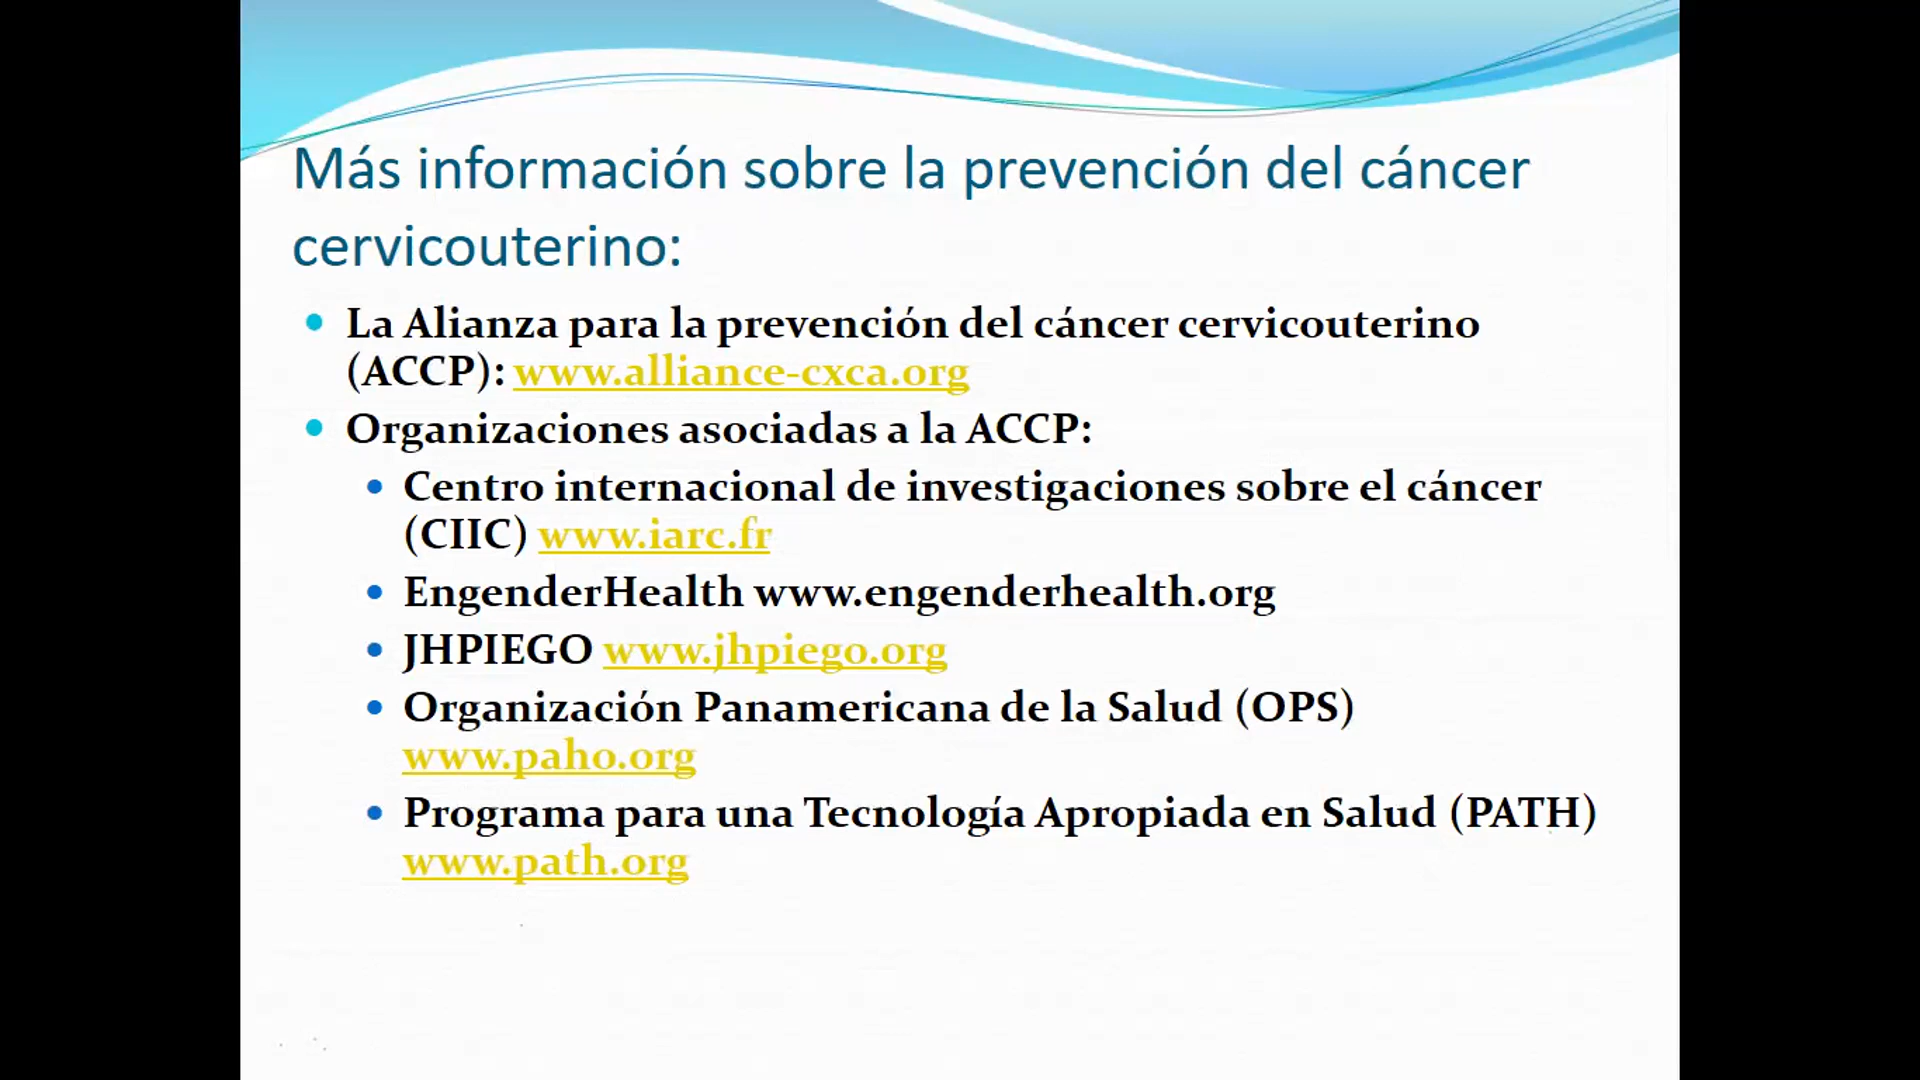 Más información sobre la prevención del cáncer
cervicouterino:
• La Alianza para la prevención del cáncer cervicouterino
(ACCP): www.alliance-cxca.org
• Organizaciones asociadas a la ACCP:
• Centro internacional de investigaciones sobre el cáncer
(CIIC) www.iarc.fr
• EngenderHealth www.engenderhealth.org
• JHPIEGO www.jhpiego.org
• Organización Panamericana de la Salud (OPS)
www.paho.org
• Programa para una Tecnología Apropiada en Salud (PATH)
www.path.org